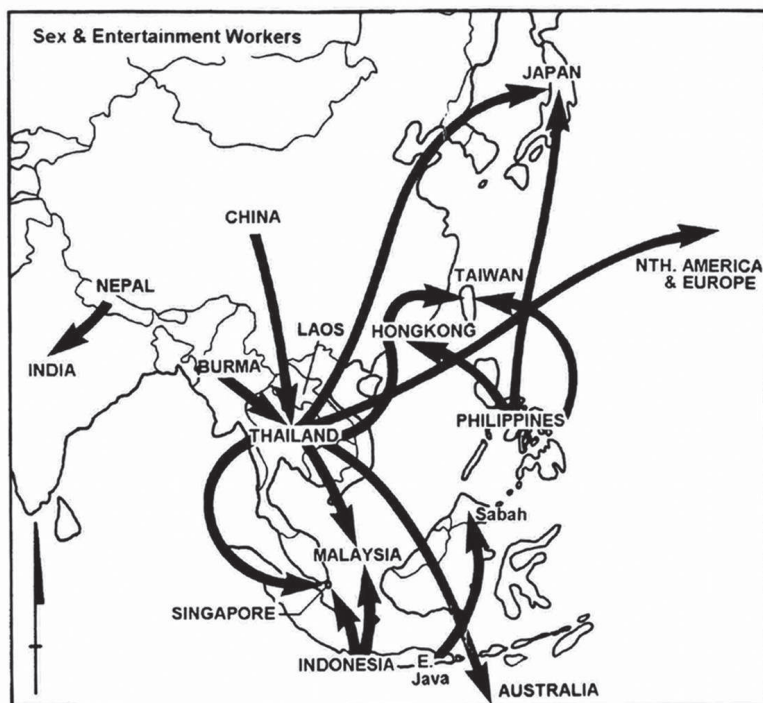 Sex & Entertainment Workers
JAPAN
CHINA
NEPAL
TAIWAN
NTH. AMERICA
& EUROPE
LAOS
HONGKONG
INDIA
BURMA
THAILAND
PHILIPPINES
Sabah
MALAYSIA
SINGAPORE
INDONESIA
E.
Java
AUSTRALIA